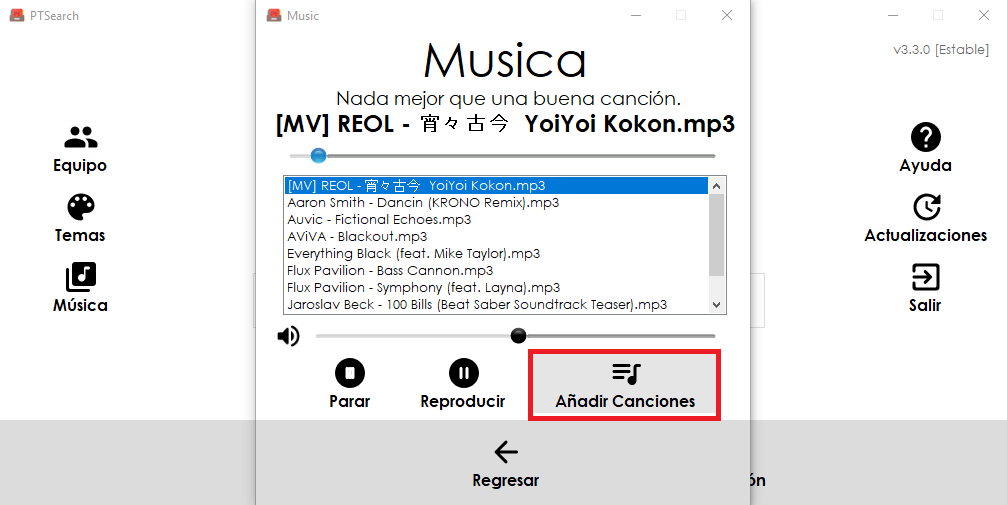 PTSearch
Music
v3.3.0 [Estable]
Musica
Nada mejor que una buena canción.
[MV] REOL - 宵々古今 YoiYoi Kokon.mp3
Equipo
Temas
Música
[MV] REOL - 宵々古今 YoiYoi Kokon.mp3
Aaron Smith - Dancin (KRONO Remix).mp3
Auvic - Fictional Echoes.mp3
AViVA - Blackout.mp3
Everything Black (feat. Mike Taylor).mp3
Flux Pavilion - Bass Cannon.mp3
Flux Pavilion - Symphony (feat. Layna).mp3
Jaroslav Beck - 100 Bills (Beat Saber Soundtrack Teaser).mp3
Ayuda
Actualizaciones
Salir
Parar
Reproducir
Añadir Canciones
Regresar
ón